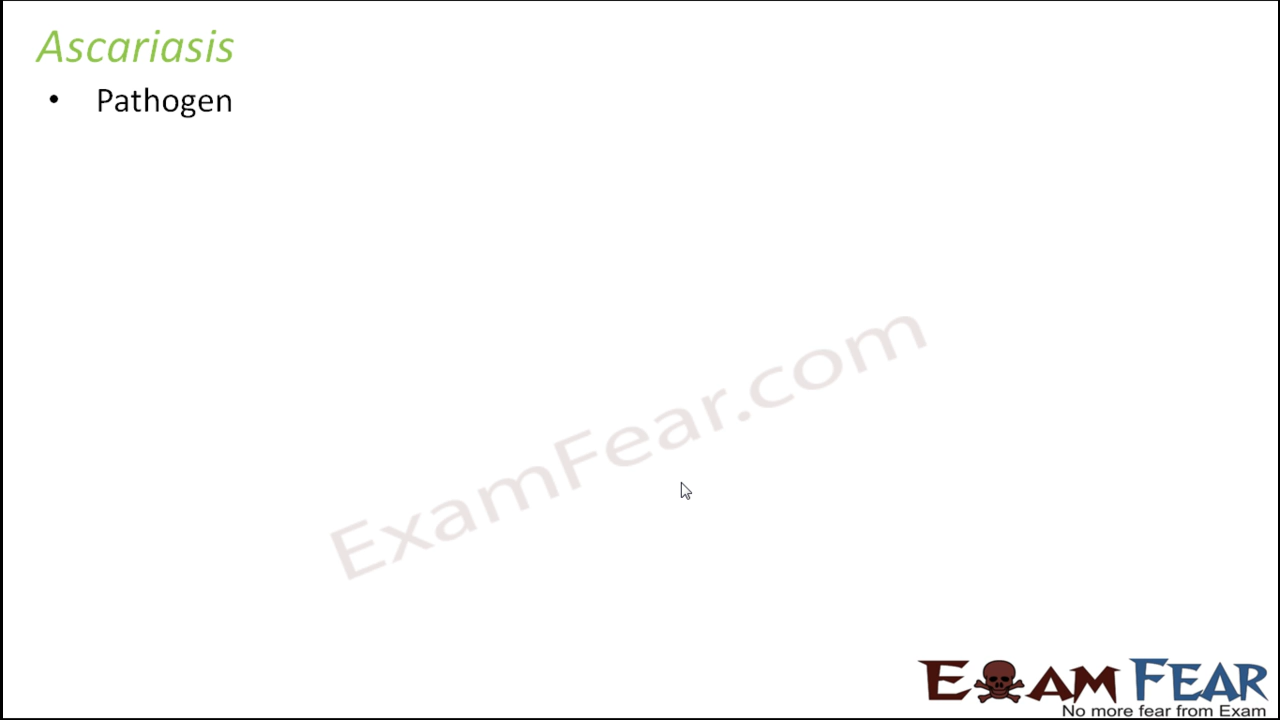 Ascariasis
• Pathogen
ExamFear.com
EXAM FEAR
No more fear from Exam